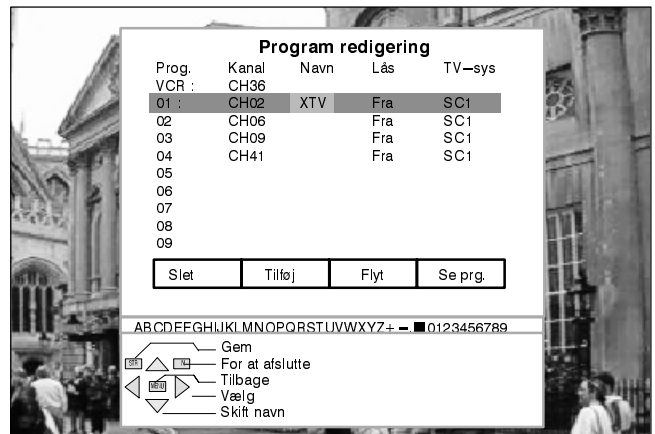 Program redigering
Prog. Kanal Navn Lås TV–sys
VCR : CH36
01 : CH02 XTV Fra SC1
02 CH06 Fra SC1
03 CH09 Fra SC1
04 CH41 Fra SC1
05
06
07
08
09
Slet Tilføj Flyt Se prg.
ABCDEFGHIJKLMNOPQRSTUVWXYZ+–.■0123456789
STR N Gem
For at afslutte
MENU Tilbage
Vælg
Skift navn